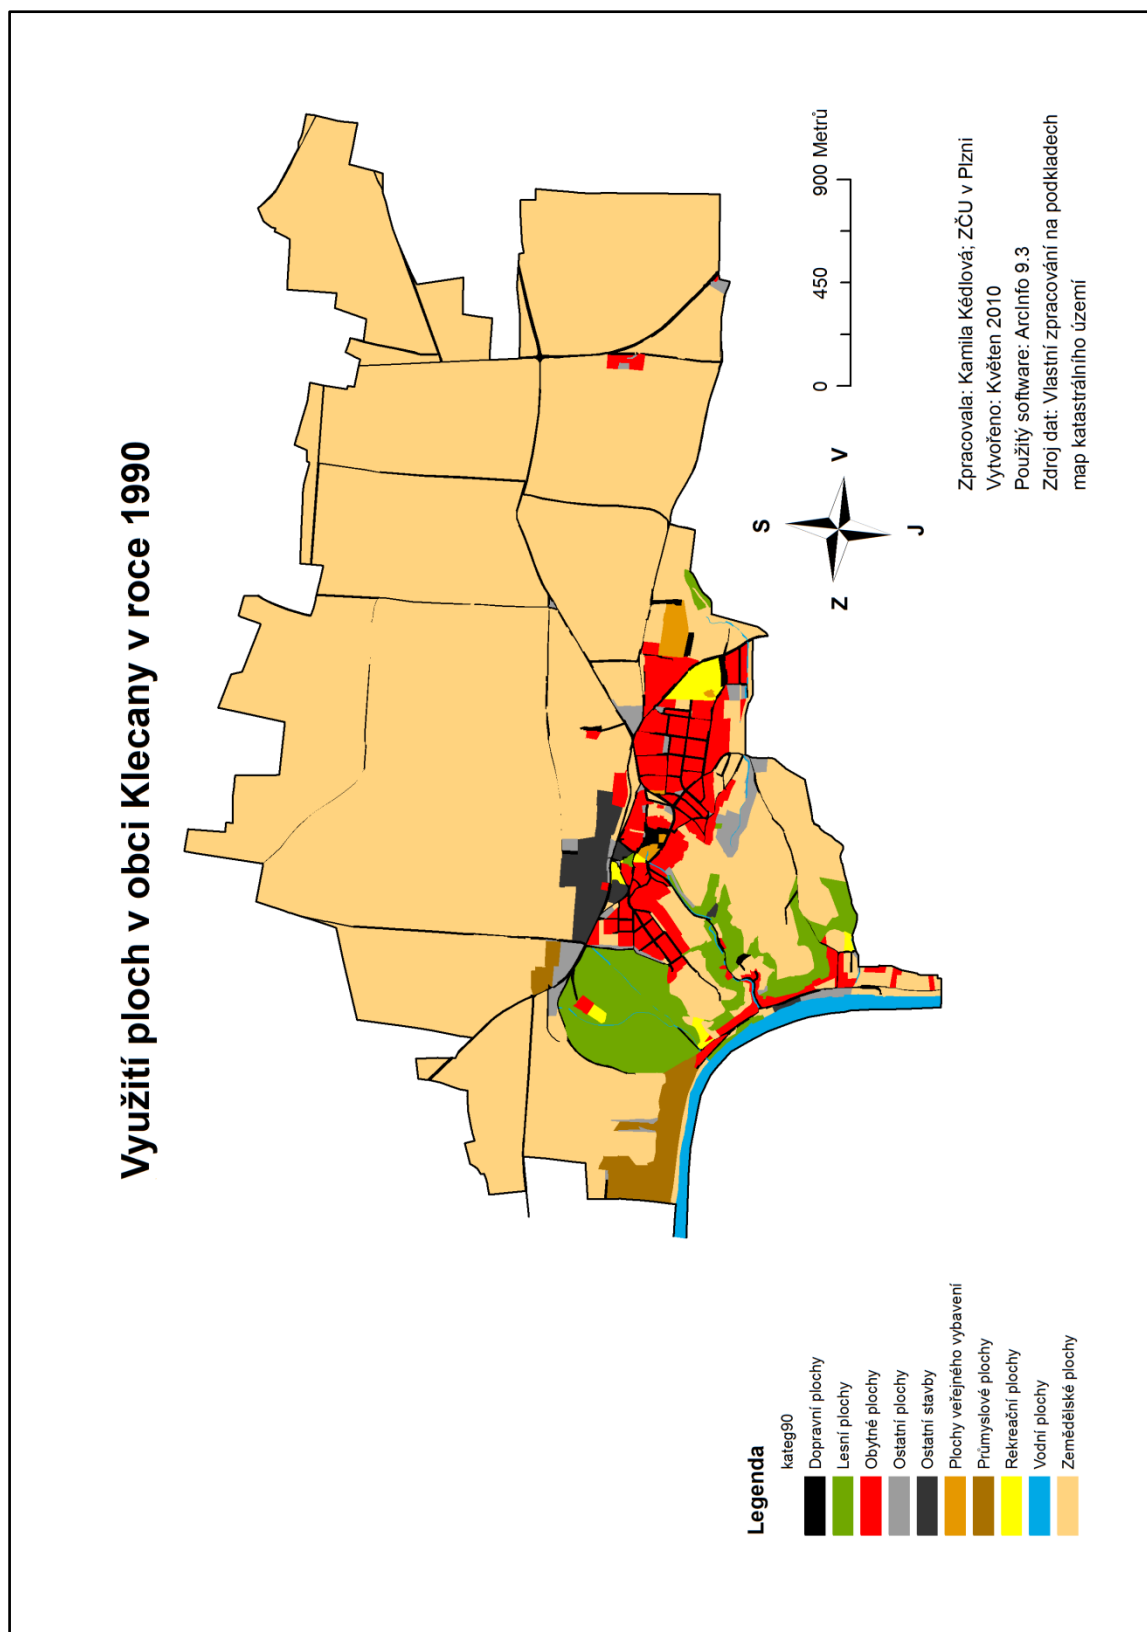 Využití ploch v obci Klecany v roce 1990
S
Z
V
J
0 450 900 Metrů
Zpracovala: Kamila Kédlová; ZČU v Plzni
Vytvořeno: Květen 2010
Použitý software: ArcInfo 9.3
Zdroj dat: Vlastní zpracování na podkladech
map katastrálního území
Legenda
kateg90
Dopravní plochy
Lesní plochy
Obytné plochy
Ostatní plochy
Ostatní stavby
Plochy veřejného vybavení
Průmyslové plochy
Rekreační plochy
Vodní plochy
Zemědělské plochy